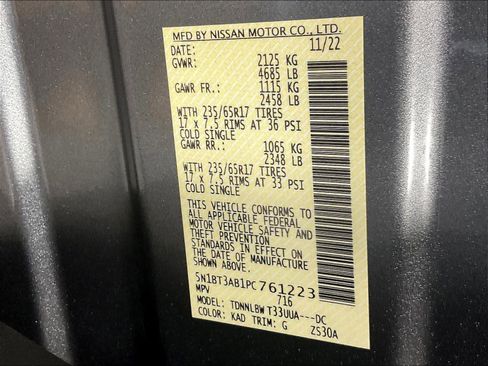 MFD BY NISSAN MOTOR CO., LTD.
DATE: 11/22
GVWR: 2125 KG
4685 LB
GAWR FR.: 1115 KG
2458 LB
WITH 235/65R17 TIRES
17 x 7.5 RIMS AT 36 PSI
COLD SINGLE
GAWR RR.: 1065 KG
2348 LB
WITH 235/65R17 TIRES
17 x 7.5 RIMS AT 33 PSI
COLD SINGLE
THIS VEHICLE CONFORMS TO
ALL APPLICABLE FEDERAL
MOTOR VEHICLE SAFETY AND
THEFT PREVENTION
STANDARDS IN EFFECT ON
THE DATE OF MANUFACTURE
SHOWN ABOVE.
5N1BT3AB1PC761223
MPV 716
MODEL: TDNNLBW T33UUA---DC
COLOR: KAD TRIM: G ZS30A